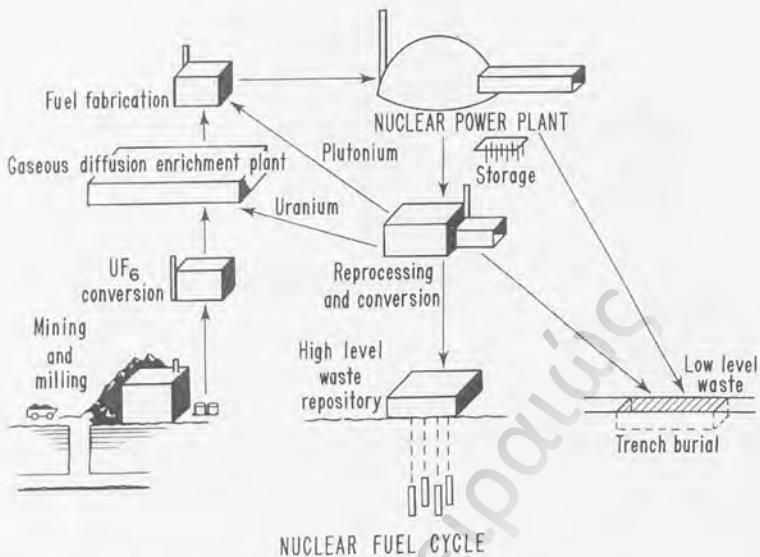 Fuel fabrication
NUCLEAR POWER PLANT
Gaseous diffusion enrichment plant
Plutonium
Storage
Uranium
UF6
conversion
Reprocessing
and conversion
Mining
and
milling
High level
waste
repository
Low level
waste
Trench burial
NUCLEAR FUEL CYCLE